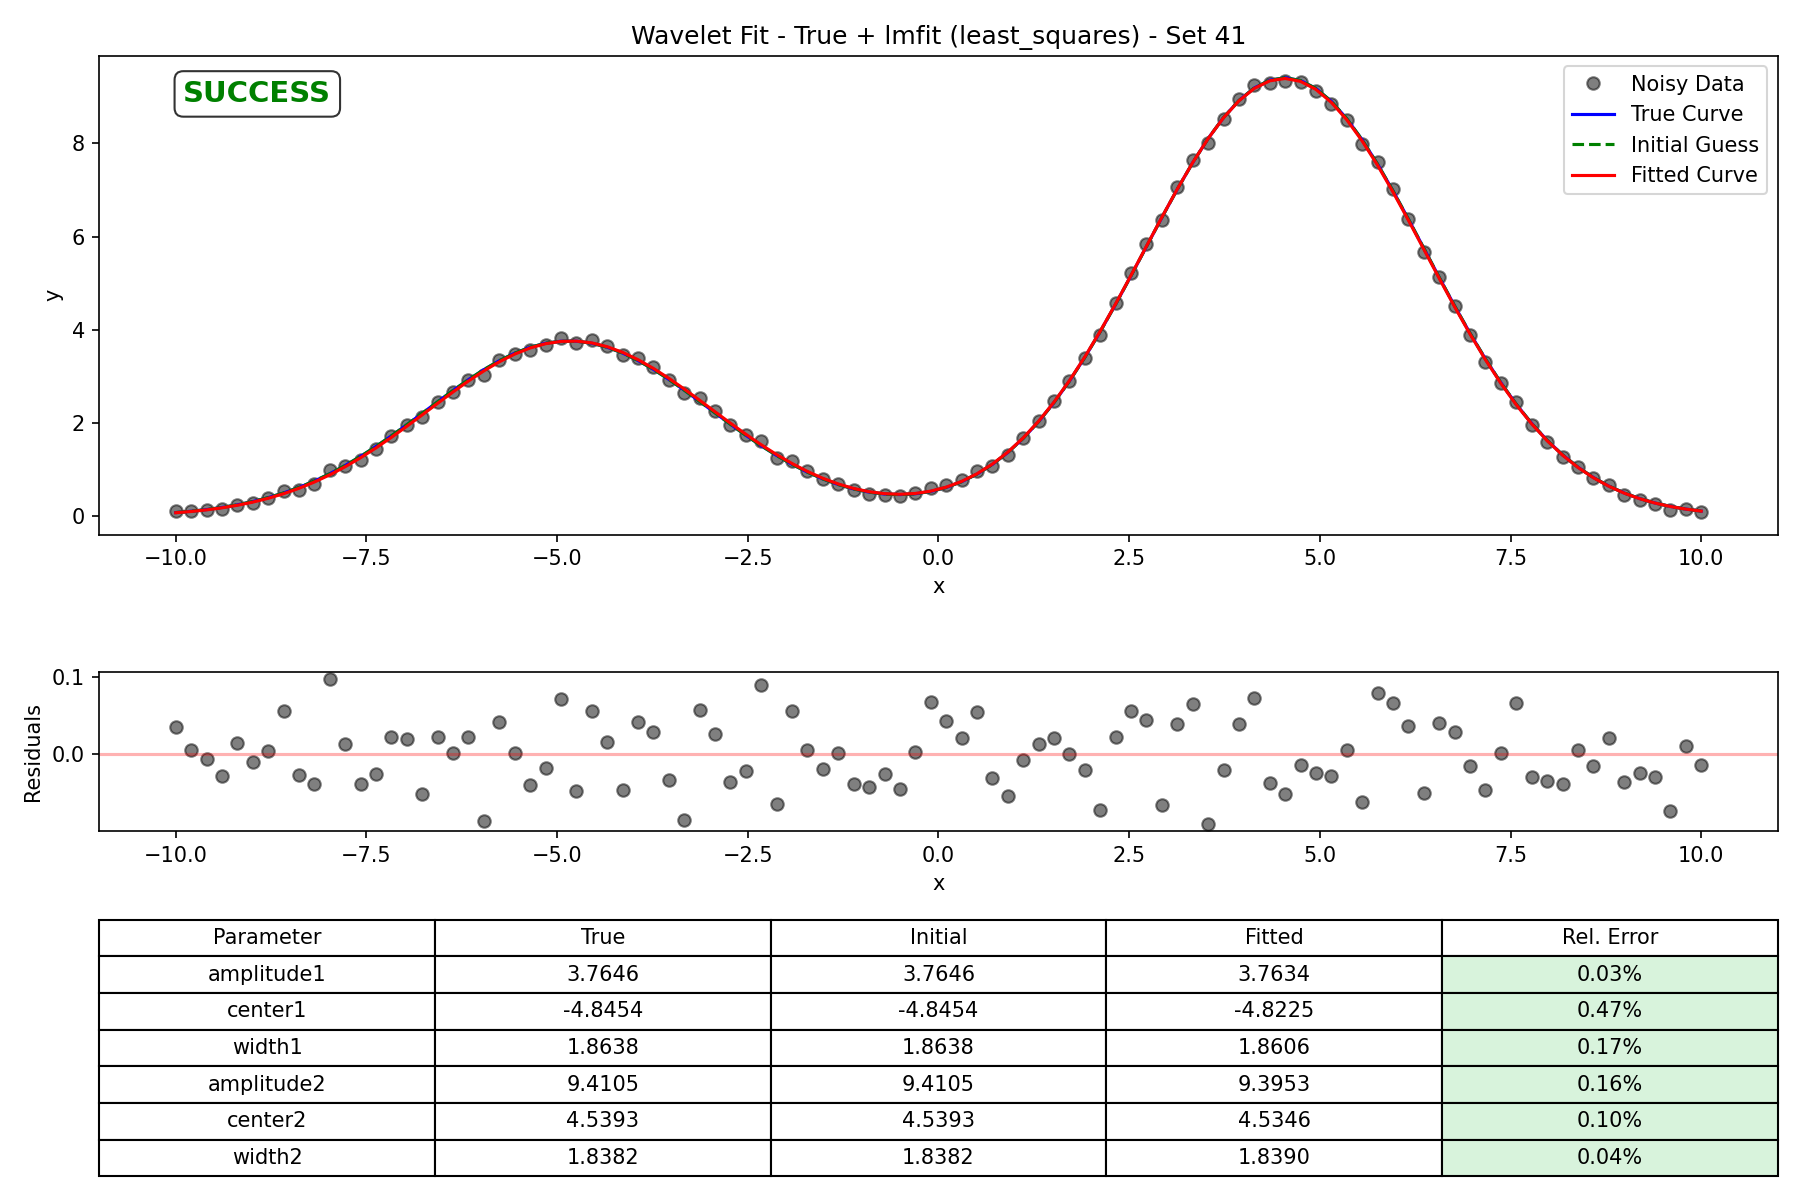 Wavelet Fit - True + lmfit (least_squares) - Set 41
SUCCESS
Noisy Data
True Curve
Initial Guess
Fitted Curve
8
6
4
2
0
y
−10.0 −7.5 −5.0 −2.5 0.0 2.5 5.0 7.5 10.0
x
0.1
0.0
Residuals
−10.0 −7.5 −5.0 −2.5 0.0 2.5 5.0 7.5 10.0
x
Parameter True Initial Fitted Rel. Error
amplitude1 3.7646 3.7646 3.7634 0.03%
center1 -4.8454 -4.8454 -4.8225 0.47%
width1 1.8638 1.8638 1.8606 0.17%
amplitude2 9.4105 9.4105 9.3953 0.16%
center2 4.5393 4.5393 4.5346 0.10%
width2 1.8382 1.8382 1.8390 0.04%